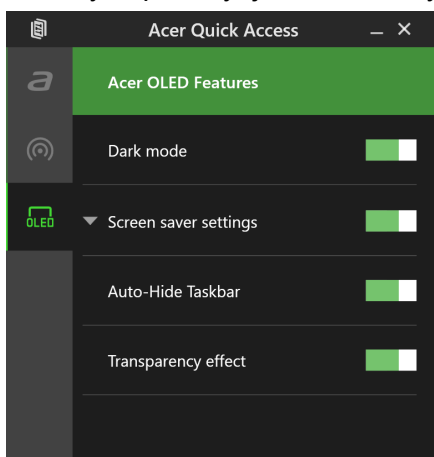 Acer Quick Access
Acer OLED Features
Dark mode
OLED
Screen saver settings
Auto-Hide Taskbar
Transparency effect